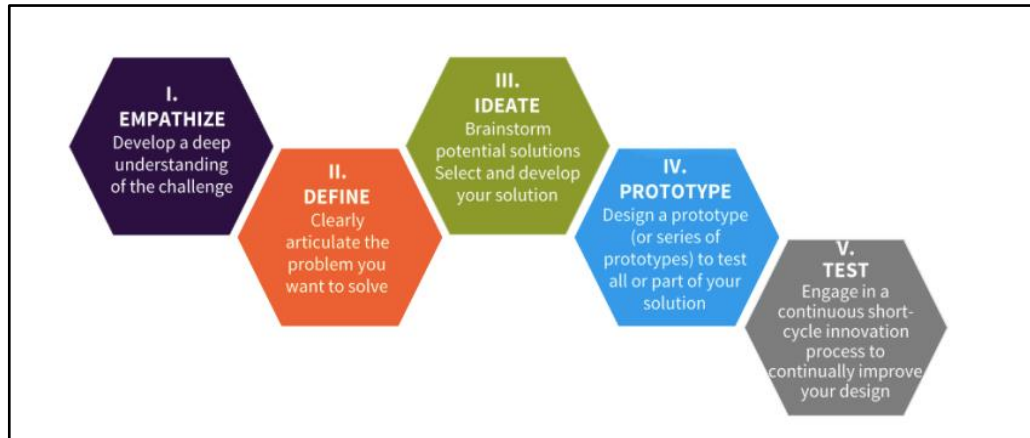 I.
EMPATHIZE
Develop a deep
understanding
of the challenge
II.
DEFINE
Clearly
articulate the
problem you
want to solve
III.
IDEATE
Brainstorm
potential solutions
Select and develop
your solution
IV.
PROTOTYPE
Design a prototype
(or series of
prototypes) to test
all or part of your
solution
V.
TEST
Engage in a
continuous short-
cycle innovation
process to
continually improve
your design